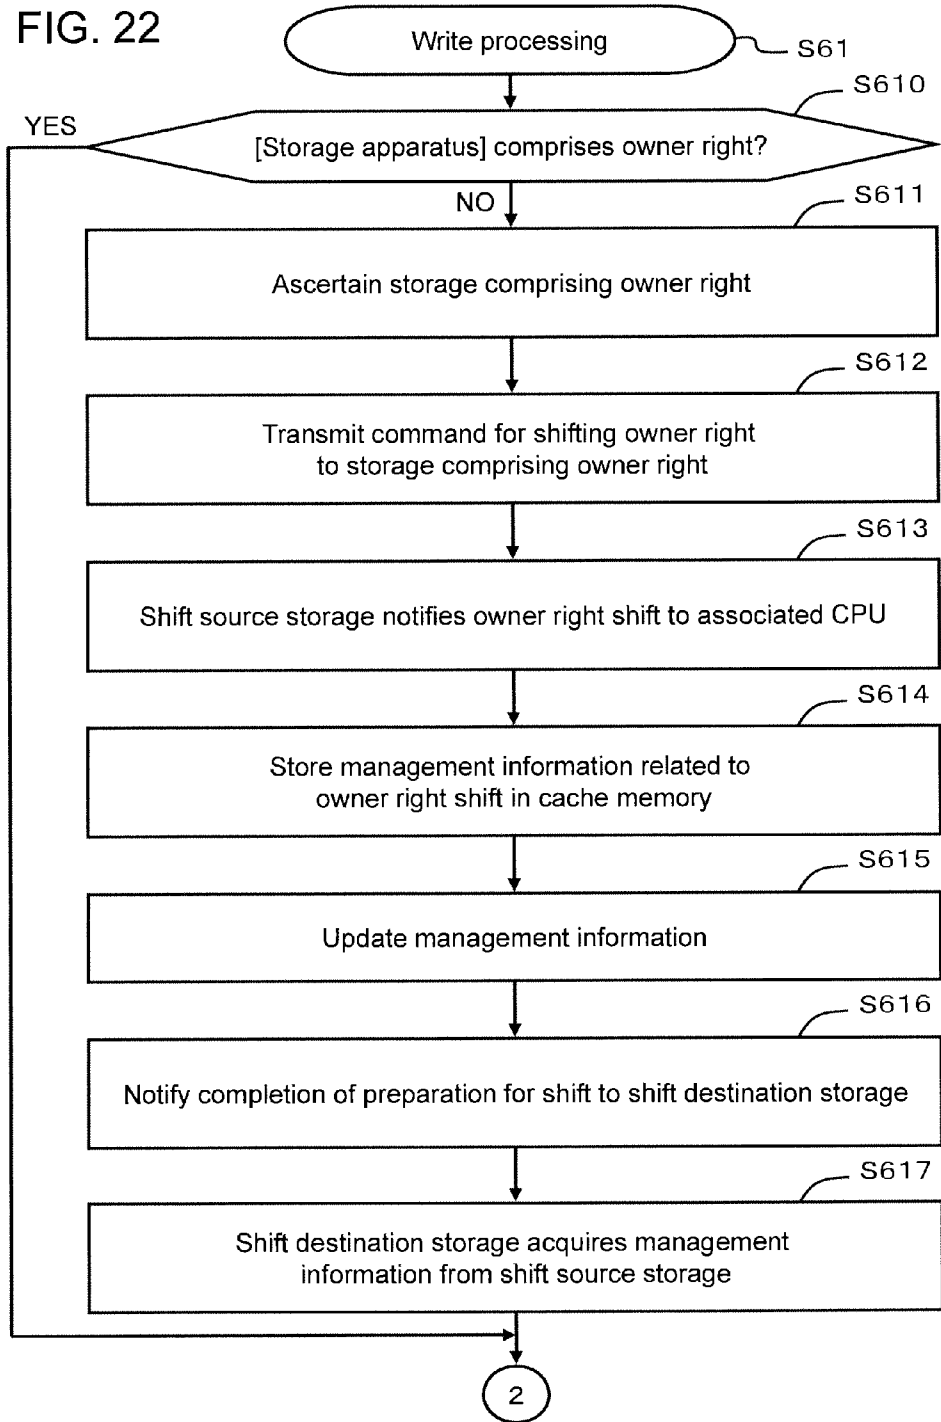 FIG. 22
Write processing
S61
S610
YES
[Storage apparatus] comprises owner right?
NO
S611
Ascertain storage comprising owner right
S612
Transmit command for shifting owner right
to storage comprising owner right
S613
Shift source storage notifies owner right shift to associated CPU
S614
Store management information related to
owner right shift in cache memory
S615
Update management information
S616
Notify completion of preparation for shift to shift destination storage
S617
Shift destination storage acquires management
information from shift source storage
2